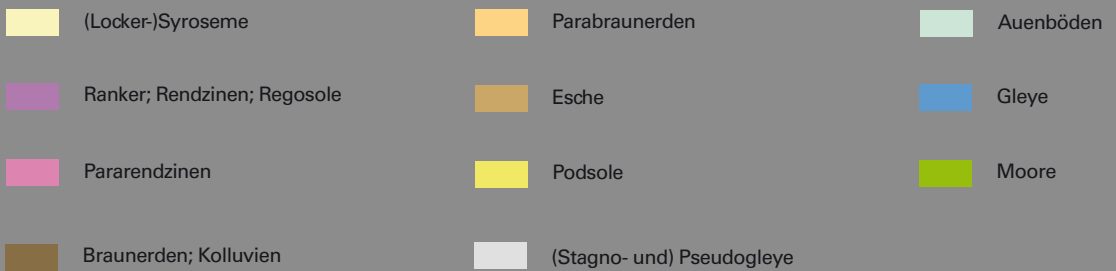 (Locker-)Syroseme
Ranker; Rendzinen; Regosole
Pararendzinen
Braunerden; Kolluvien
Parabraunerden
Esche
Podsole
(Stagno- und) Pseudogleye
Auenböden
Gleye
Moore